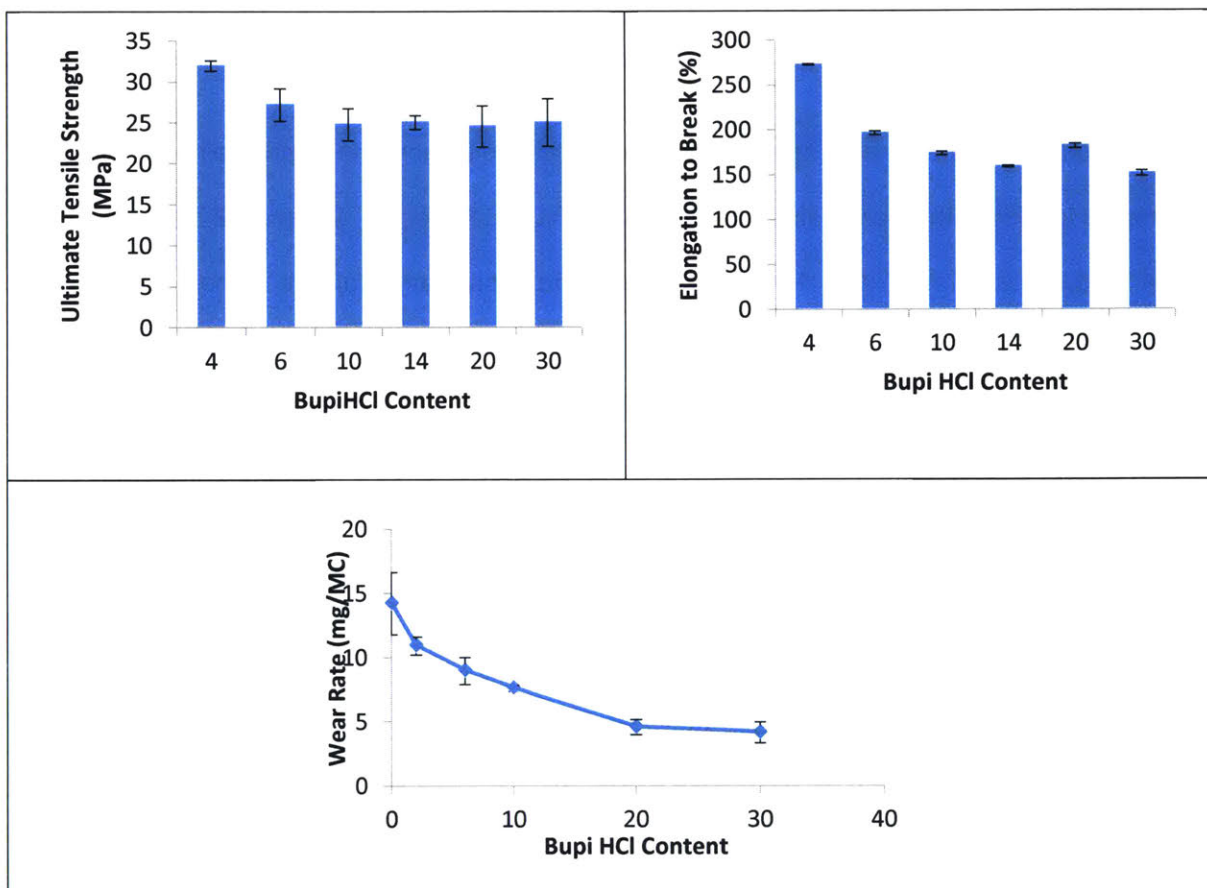 Ultimate Tensile Strength
(MPa)
35
30
25
20
15
10
5
0
4 6 10 14 20 30
BupiHCl Content
Elongation to Break (%)
300
250
200
150
100
50
0
4 6 10 14 20 30
Bupi HCl Content
Wear Rate (mg/MC)
20
15
10
5
0
0 10 20 30 40
Bupi HCl Content